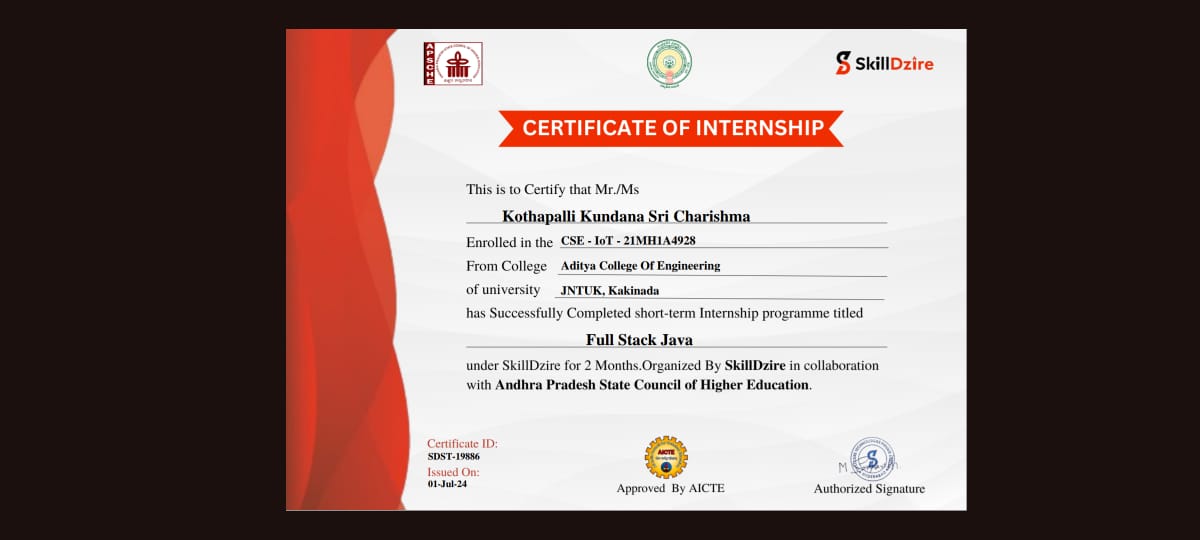 APSCHE
SkillDzire
CERTIFICATE OF INTERNSHIP
This is to Certify that Mr./Ms
Kothapalli Kundana Sri Charishma
Enrolled in the CSE - IoT - 21MH1A4928
From College Aditya College Of Engineering
of university JNTUK, Kakinada
has Successfully Completed short-term Internship programme titled
Full Stack Java
under SkillDzire for 2 Months.Organized By SkillDzire in collaboration
with Andhra Pradesh State Council of Higher Education.
Certificate ID:
SDST-19886
Issued On:
01-Jul-24
AICTE
Approved By AICTE
Authorized Signature